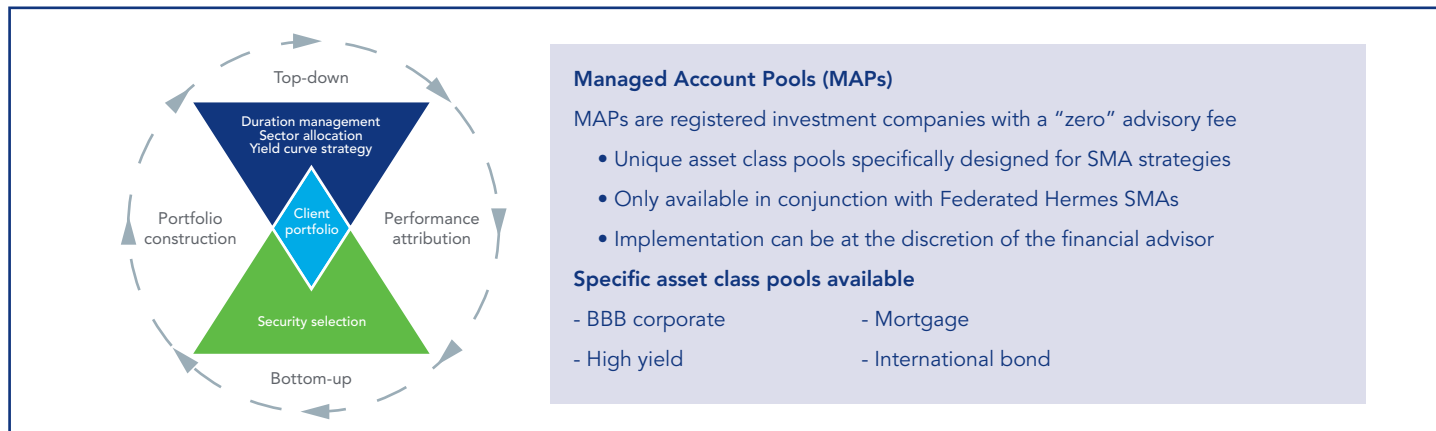 Top-down
Duration management
Sector allocation
Yield curve strategy
Portfolio
construction
Client
portfolio
Performance
attribution
Security selection
Bottom-up
Managed Account Pools (MAPs)
MAPs are registered investment companies with a “zero” advisory fee
• Unique asset class pools specifically designed for SMA strategies
• Only available in conjunction with Federated Hermes SMAs
• Implementation can be at the discretion of the financial advisor
Specific asset class pools available
- BBB corporate - Mortgage
- High yield - International bond